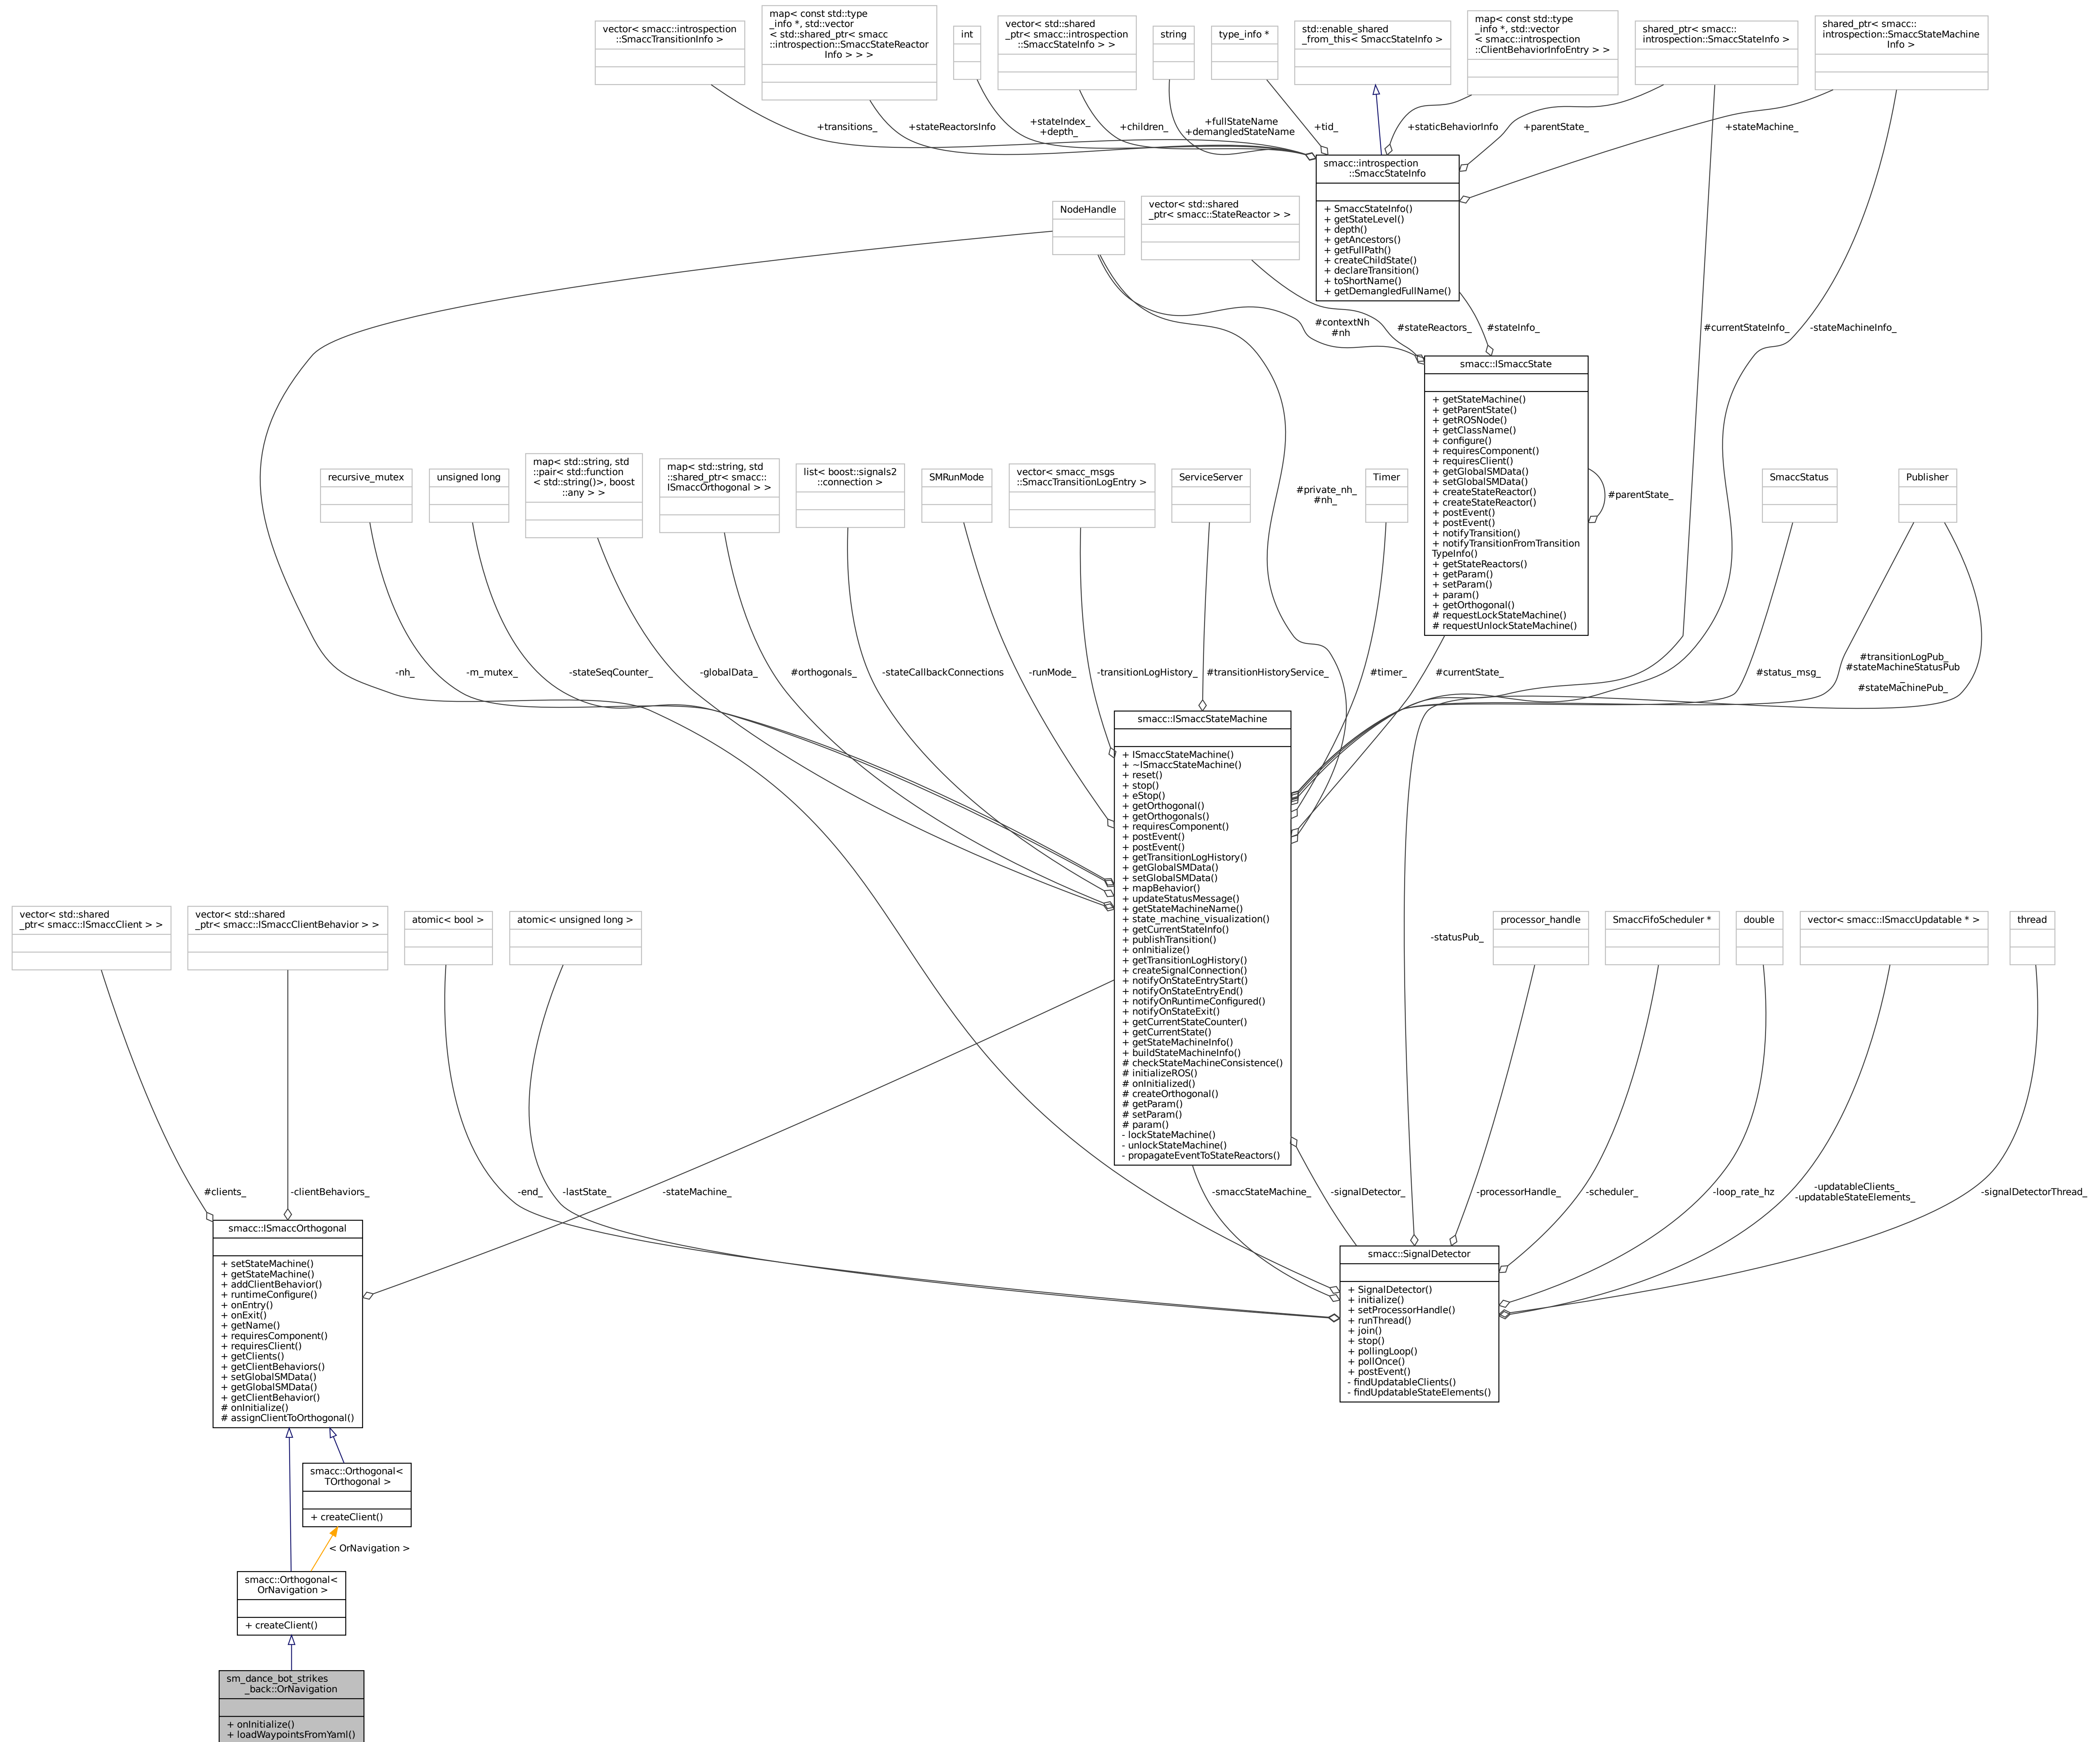 vector< smacc::introspection
::SmaccTransitionInfo >
map< const std::type
_info *, std::vector
< std::shared_ptr< smacc
::introspection::SmaccStateReactor
Info > > >
int
vector< std::shared
_ptr< smacc::introspection
::SmaccStateInfo > >
string
type_info *
std::enable_shared
_from_this< SmaccStateInfo >
map< const std::type
_info *, std::vector
< smacc::introspection
::ClientBehaviorInfoEntry > >
shared_ptr< smacc::
introspection::SmaccStateInfo >
shared_ptr< smacc::
introspection::SmaccStateMachine
Info >
+transitions_
+stateReactorsInfo
+stateIndex_
+depth_
+children_
+fullStateName
+demangledStateName
+tid_
+staticBehaviorInfo
+parentState_
+stateMachine_
smacc::introspection
::SmaccStateInfo
+ SmaccStateInfo()
+ getStateLevel()
+ depth()
+ getAncestors()
+ getFullPath()
+ createChildState()
+ declareTransition()
+ toShortName()
+ getDemangledFullName()
NodeHandle
vector< std::shared
_ptr< smacc::StateReactor > >
#contextNh
#nh
#stateReactors_
#stateInfo_
#currentStateInfo_
-stateMachineInfo_
smacc::ISmaccState
+ getStateMachine()
+ getParentState()
+ getROSNode()
+ getClassName()
+ configure()
+ requiresComponent()
+ requiresClient()
+ getGlobalSMData()
+ setGlobalSMData()
+ createStateReactor()
+ createStateReactor()
+ postEvent()
+ postEvent()
+ notifyTransition()
+ notifyTransitionFromTransition
TypeInfo()
+ getStateReactors()
+ getParam()
+ setParam()
+ param()
+ getOrthogonal()
# requestLockStateMachine()
# requestUnlockStateMachine()
#parentState_
recursive_mutex
unsigned long
map< std::string, std
::pair< std::function
< std::string()>, boost
::any > >
map< std::string, std
::shared_ptr< smacc::
ISmaccOrthogonal > >
list< boost::signals2
::connection >
SMRunMode
vector< smacc_msgs
::SmaccTransitionLogEntry >
ServiceServer
#private_nh_
#nh_
Timer
SmaccStatus
Publisher
-nh_
-m_mutex_
-stateSeqCounter_
-globalData_
#orthogonals_
-stateCallbackConnections
-runMode_
-transitionLogHistory_
#transitionHistoryService_
#timer_
#currentState_
#status_msg_
#transitionLogPub_
#stateMachineStatusPub
_
#stateMachinePub_
smacc::ISmaccStateMachine
+ ISmaccStateMachine()
+ ~ISmaccStateMachine()
+ reset()
+ stop()
+ eStop()
+ getOrthogonal()
+ getOrthogonals()
+ requiresComponent()
+ postEvent()
+ postEvent()
+ getTransitionLogHistory()
+ getGlobalSMData()
+ setGlobalSMData()
+ mapBehavior()
+ updateStatusMessage()
+ getStateMachineName()
+ state_machine_visualization()
+ getCurrentStateInfo()
+ publishTransition()
+ onInitialize()
+ getTransitionLogHistory()
+ createSignalConnection()
+ notifyOnStateEntryStart()
+ notifyOnStateEntryEnd()
+ notifyOnRuntimeConfigured()
+ notifyOnStateExit()
+ getCurrentStateCounter()
+ getCurrentState()
+ getStateMachineInfo()
+ buildStateMachineInfo()
# checkStateMachineConsistence()
# initializeROS()
# onInitialized()
# createOrthogonal()
# getParam()
# setParam()
# param()
- lockStateMachine()
- unlockStateMachine()
- propagateEventToStateReactors()
vector< std::shared
_ptr< smacc::ISmaccClient > >
vector< std::shared
_ptr< smacc::ISmaccClientBehavior > >
atomic< bool >
atomic< unsigned long >
-statusPub_
processor_handle
SmaccFifoScheduler *
double
vector< smacc::ISmaccUpdatable * >
thread
#clients_
-clientBehaviors_
-end_
-lastState_
-stateMachine_
-smaccStateMachine_
-signalDetector_
-processorHandle_
-scheduler_
-loop_rate_hz
-updatableClients_
-updatableStateElements_
-signalDetectorThread_
smacc::ISmaccOrthogonal
+ setStateMachine()
+ getStateMachine()
+ addClientBehavior()
+ runtimeConfigure()
+ onEntry()
+ onExit()
+ getName()
+ requiresComponent()
+ requiresClient()
+ getClients()
+ getClientBehaviors()
+ setGlobalSMData()
+ getGlobalSMData()
+ getClientBehavior()
# onInitialize()
# assignClientToOrthogonal()
smacc::SignalDetector
+ SignalDetector()
+ initialize()
+ setProcessorHandle()
+ runThread()
+ join()
+ stop()
+ pollingLoop()
+ pollOnce()
+ postEvent()
- findUpdatableClients()
- findUpdatableStateElements()
smacc::Orthogonal<
TOrthogonal >
+ createClient()
< OrNavigation >
smacc::Orthogonal<
OrNavigation >
+ createClient()
sm_dance_bot_strikes
_back::OrNavigation
+ onInitialize()
+ loadWaypointsFromYaml()